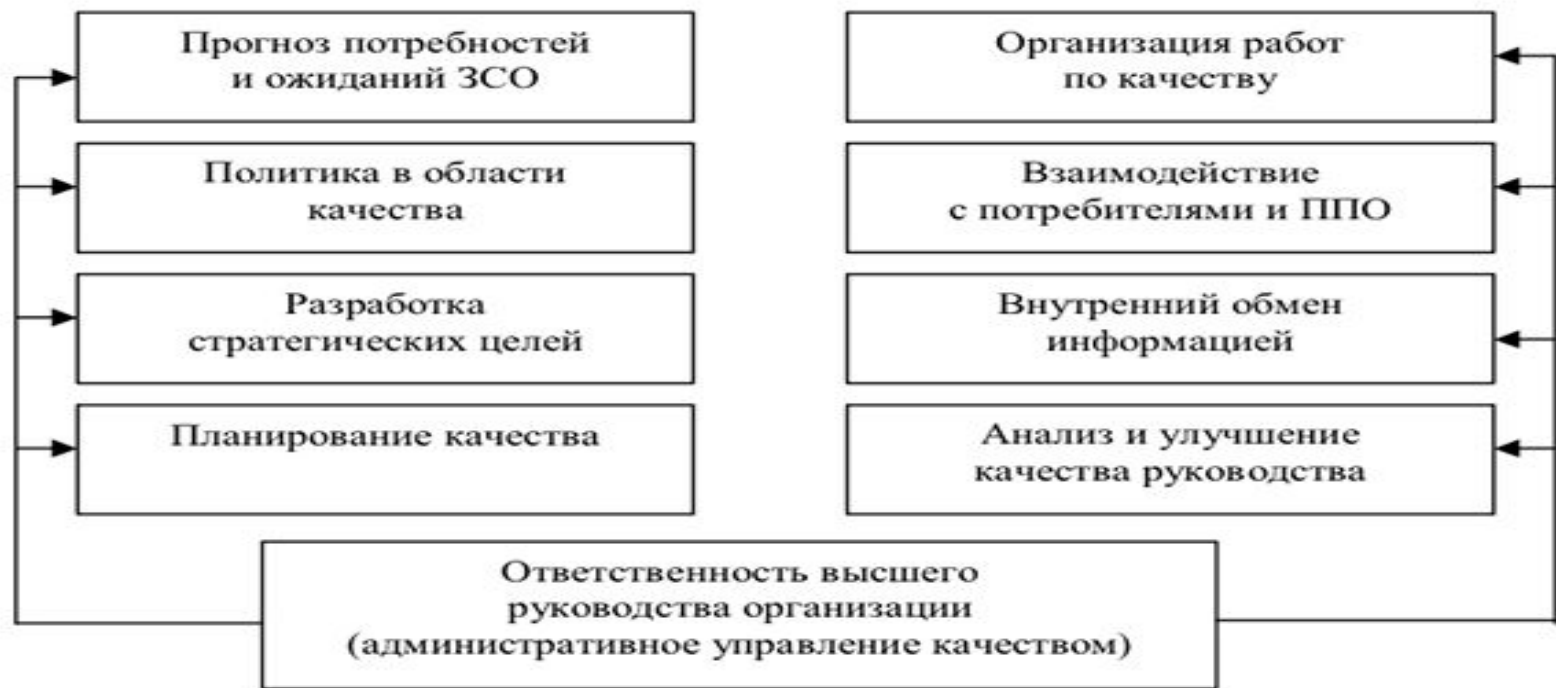 Прогноз потребностей
и ожиданий ЗСО
Политика в области
качества
Разработка
стратегических целей
Планирование качества
Организация работ
по качеству
Взаимодействие
с потребителями и ППО
Внутренний обмен
информацией
Анализ и улучшение
качества руководства
Ответственность высшего
руководства организации
(административное управление качеством)